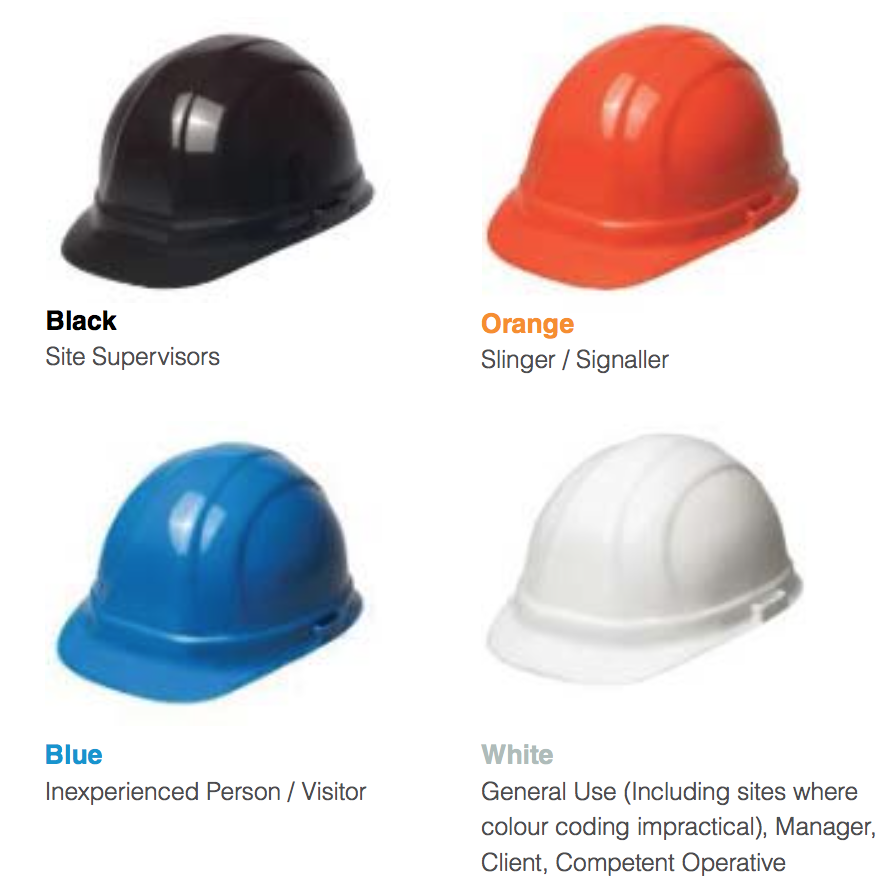 Black
Site Supervisors
Orange
Slinger / Signaller
Blue
Inexperienced Person / Visitor
White
General Use (Including sites where
colour coding impractical), Manager,
Client, Competent Operative